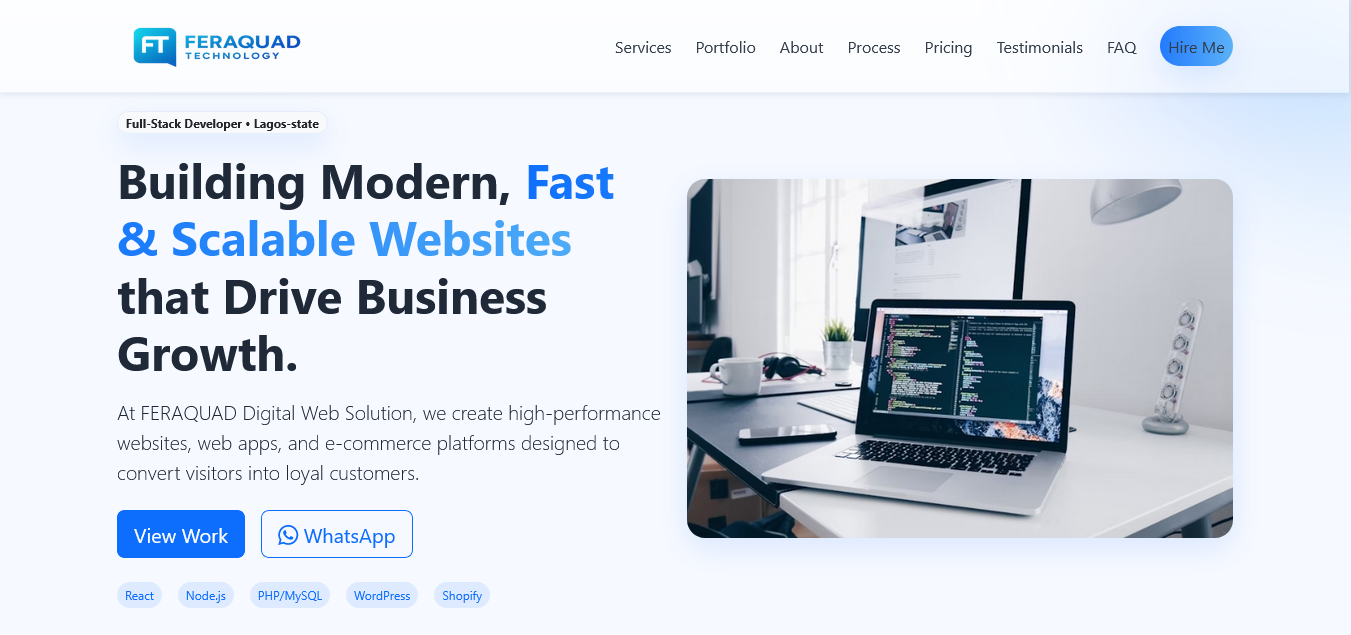 FT FERAQUAD
TECHNOLOGY
Services Portfolio About Process Pricing Testimonials FAQ Hire Me
Full-Stack Developer • Lagos-state
Building Modern, Fast
& Scalable Websites
that Drive Business
Growth.
At FERAQUAD Digital Web Solution, we create high-performance
websites, web apps, and e-commerce platforms designed to
convert visitors into loyal customers.
View Work WhatsApp
React Node.js PHP/MySQL WordPress Shopify